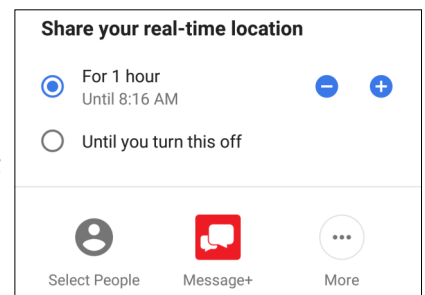 Share your real-time location
For 1 hour
Until 8:16 AM
Until you turn this off
Select People Message+ More